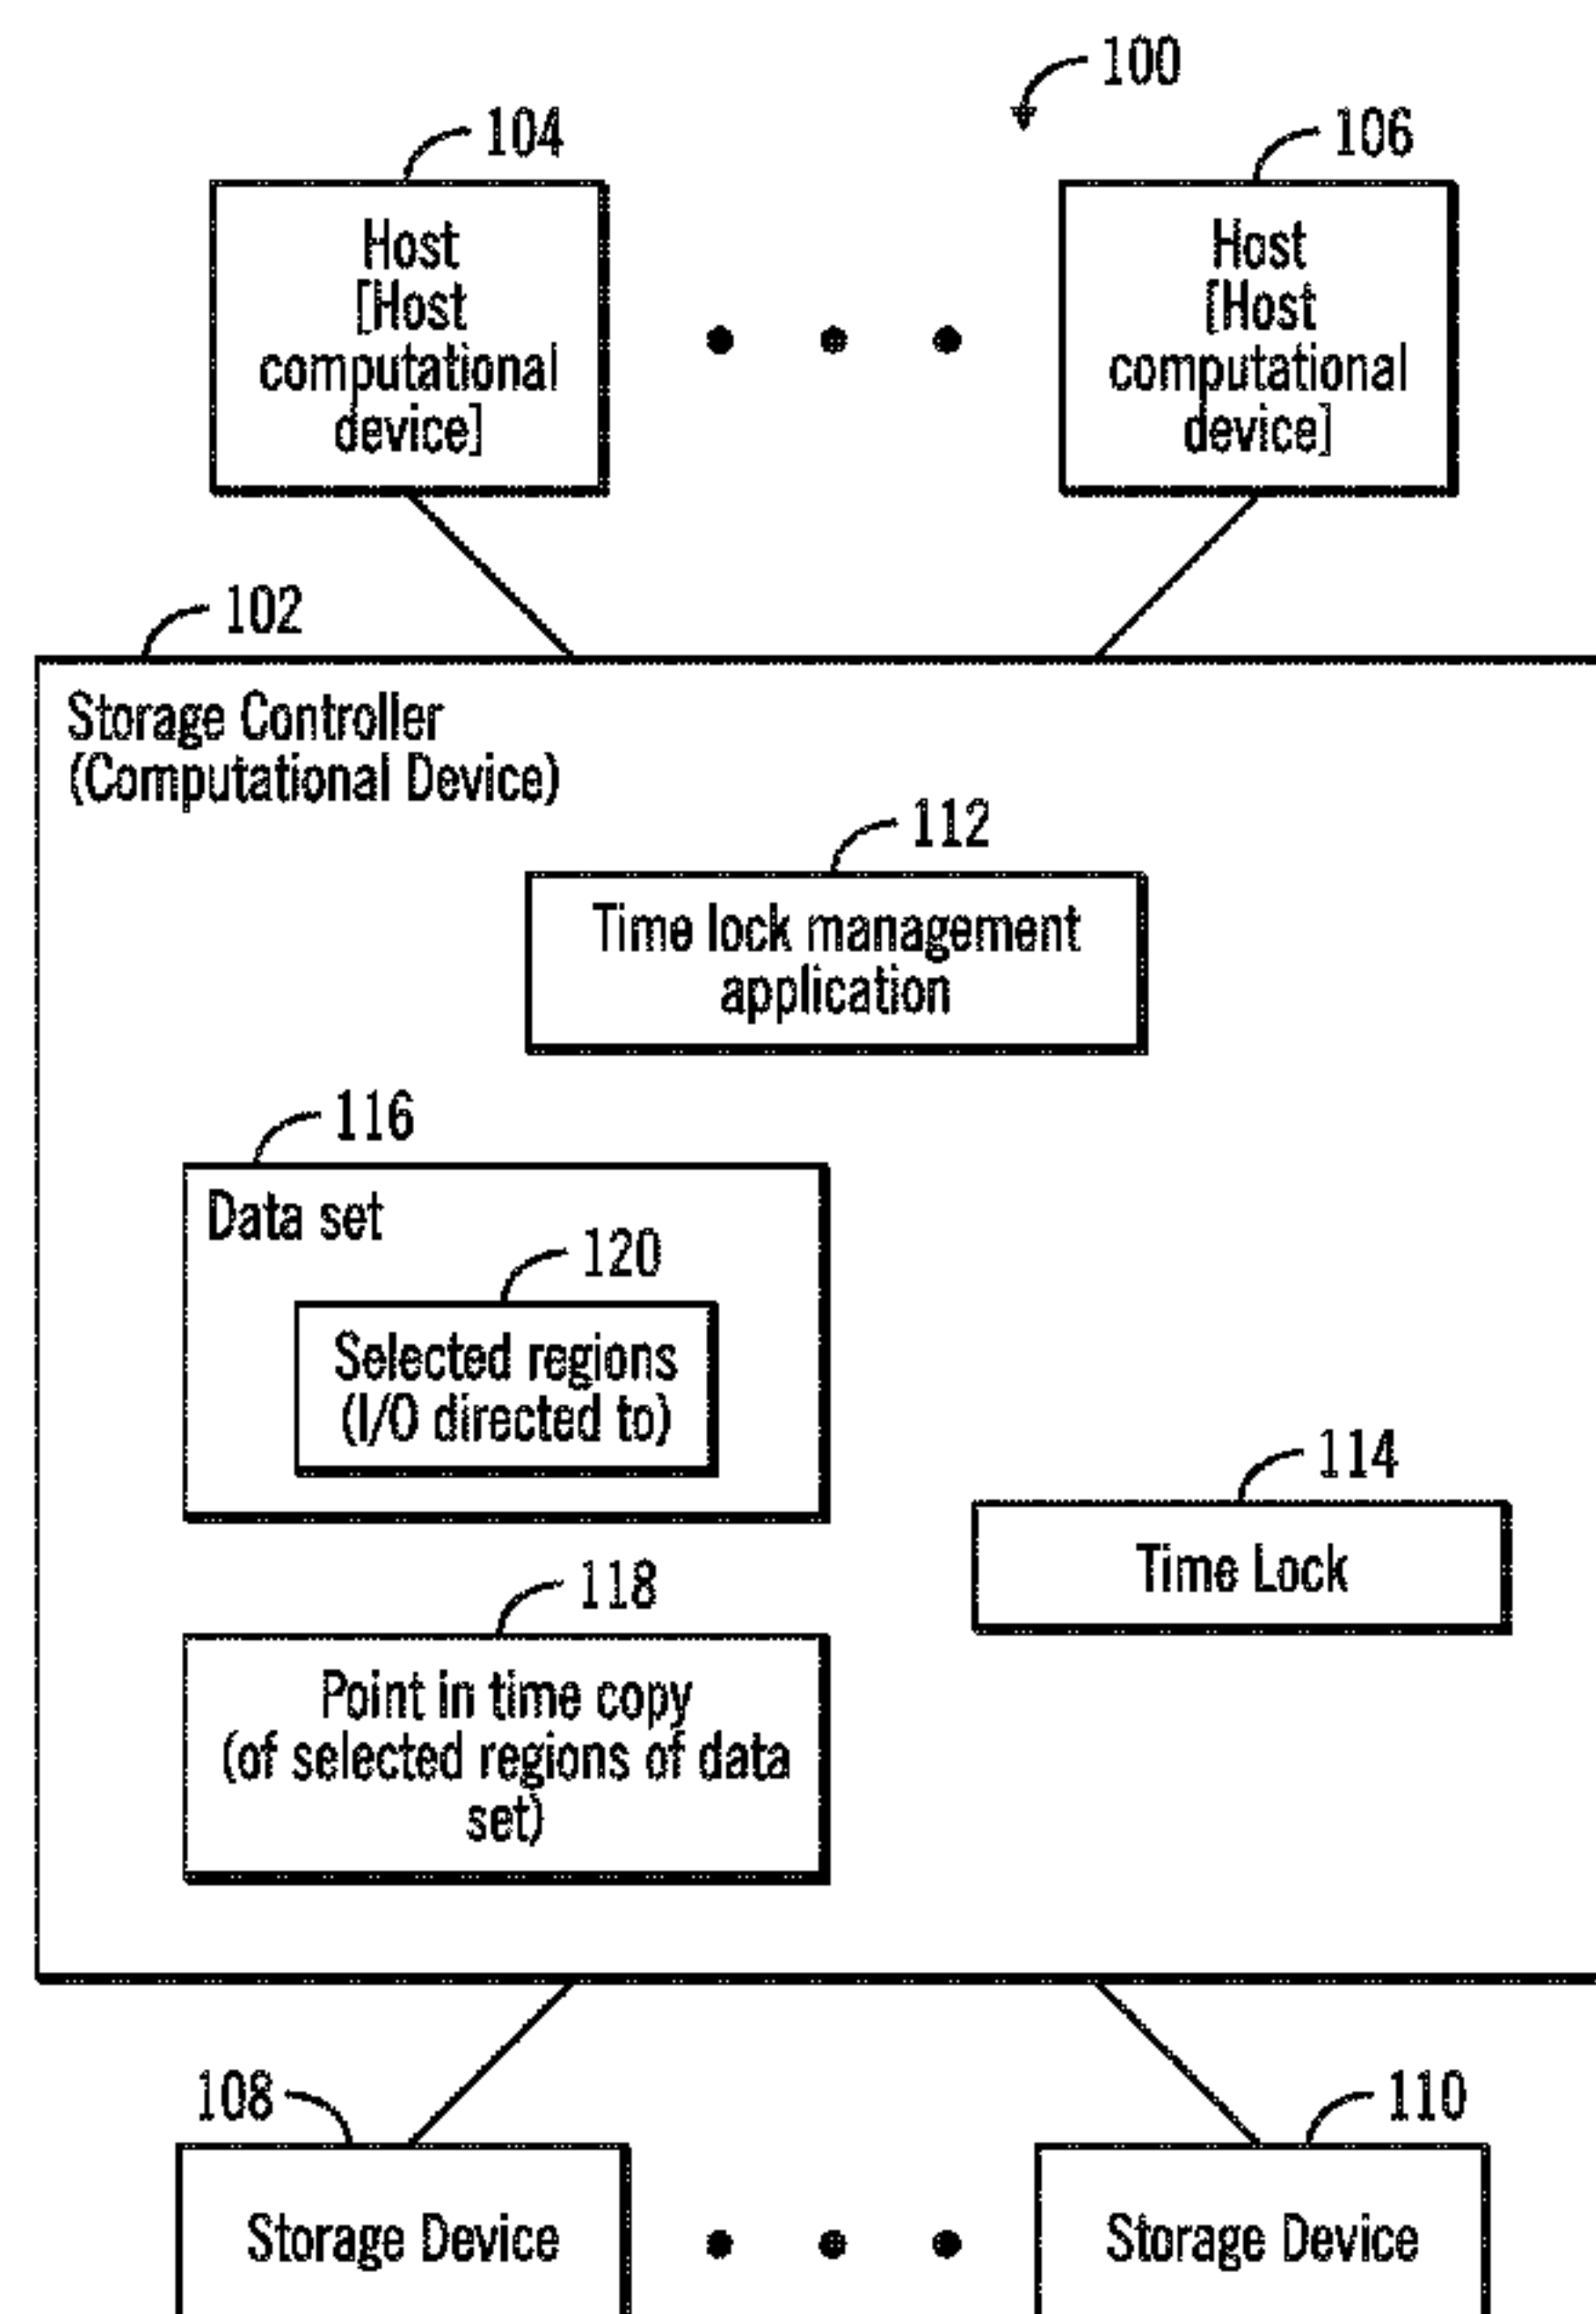 100
104
106
Host
[Host
computational
device]
Host
[Host
computational
device]
102
Storage Controller
(Computational Device)
112
Time lock management
application
116
Data set
120
Selected regions
(I/O directed to)
114
Time Lock
118
Point in time copy
(of selected regions of data
set)
108
110
Storage Device
Storage Device